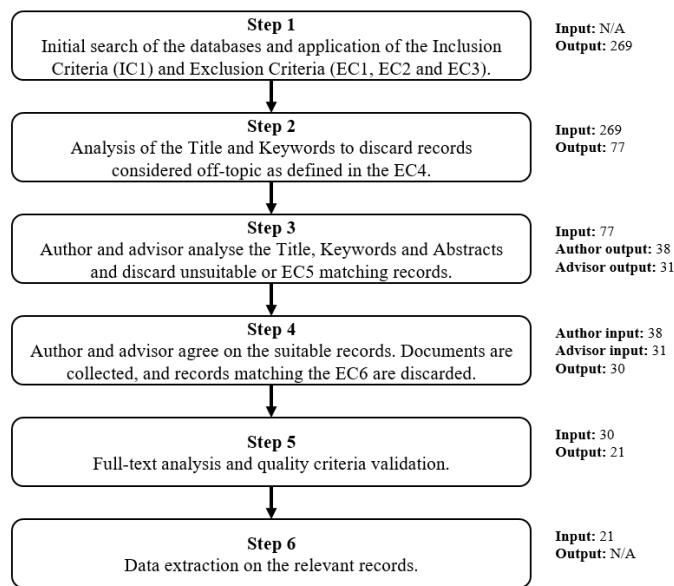 Step 1
Initial search of the databases and application of the Inclusion
Criteria (IC1) and Exclusion Criteria (EC1, EC2 and EC3).
Input: N/A
Output: 269
Step 2
Analysis of the Title and Keywords to discard records
considered off-topic as defined in the EC4.
Input: 269
Output: 77
Step 3
Author and advisor analyse the Title, Keywords and Abstracts
and discard unsuitable or EC5 matching records.
Input: 77
Author output: 38
Advisor output: 31
Step 4
Author and advisor agree on the suitable records. Documents are
collected, and records matching the EC6 are discarded.
Author input: 38
Advisor input: 31
Output: 30
Step 5
Full-text analysis and quality criteria validation.
Input: 30
Output: 21
Step 6
Data extraction on the relevant records.
Input: 21
Output: N/A